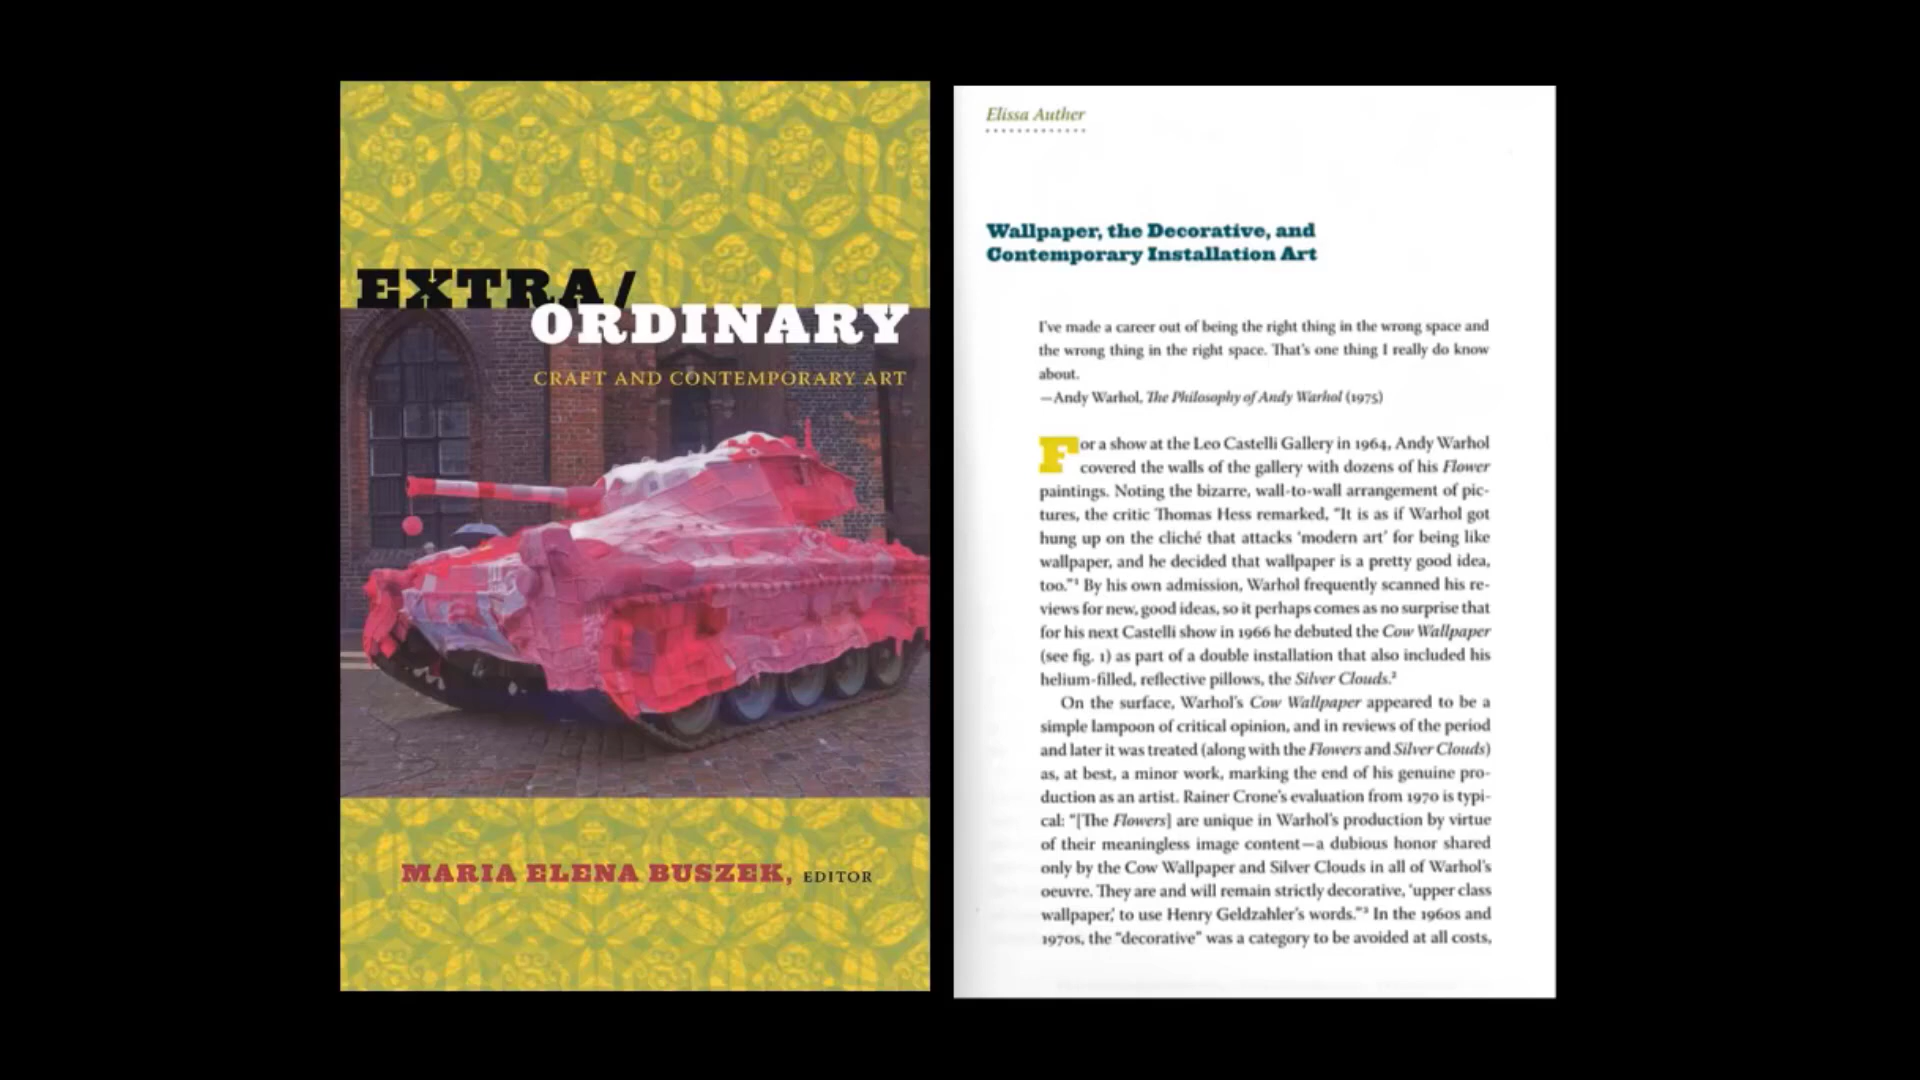 EXTRA/
ORDINARY
CRAFT AND CONTEMPORARY ART
MARIA ELENA BUSZEK, EDITOR
Elissa Auther
Wallpaper, the Decorative, and
Contemporary Installation Art
I've made a career out of being the right thing in the wrong space and
the wrong thing in the right space. That's one thing I really do know
about.
—Andy Warhol, The Philosophy of Andy Warhol (1975)
For a show at the Leo Castelli Gallery in 1964, Andy Warhol
covered the walls of the gallery with dozens of his Flower
paintings. Noting the bizarre, wall-to-wall arrangement of pic-
tures, the critic Thomas Hess remarked, "It is as if Warhol got
hung up on the cliché that attacks 'modern art' for being like
wallpaper, and he decided that wallpaper is a pretty good idea,
too."¹ By his own admission, Warhol frequently scanned his re-
views for new, good ideas, so it perhaps comes as no surprise that
for his next Castelli show in 1966 he debuted the Cow Wallpaper
(see fig. 1) as part of a double installation that also included his
helium-filled, reflective pillows, the Silver Clouds.²
On the surface, Warhol's Cow Wallpaper appeared to be a
simple lampoon of critical opinion, and in reviews of the period
and later it was treated (along with the Flowers and Silver Clouds)
as, at best, a minor work, marking the end of his genuine pro-
duction as an artist. Rainer Crone's evaluation from 1970 is typi-
cal: "[The Flowers] are unique in Warhol's production by virtue
of their meaningless image content—a dubious honor shared
only by the Cow Wallpaper and Silver Clouds in all of Warhol's
oeuvre. They are and will remain strictly decorative, 'upper class
wallpaper,' to use Henry Geldzahler's words."³ In the 1960s and
1970s, the "decorative" was a category to be avoided at all costs,